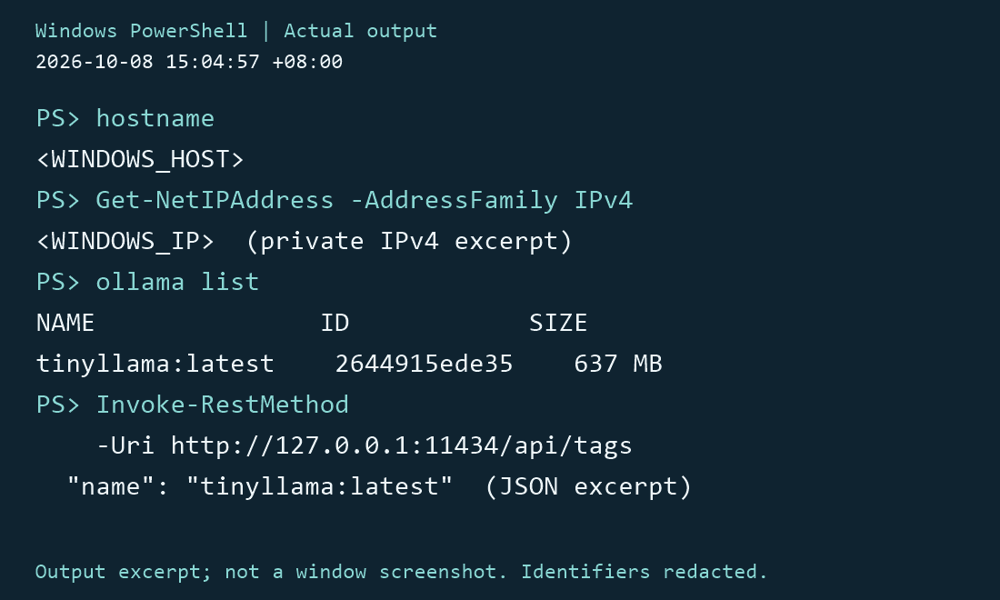 Windows PowerShell | Actual output
2026-10-08 15:04:57 +08:00
PS> hostname
<WINDOWS_HOST>
PS> Get-NetIPAddress -AddressFamily IPv4
<WINDOWS_IP>  (private IPv4 excerpt)
PS> ollama list
NAME               ID            SIZE
tinyllama:latest    2644915ede35    637 MB
PS> Invoke-RestMethod
    -Uri http://127.0.0.1:11434/api/tags
  "name": "tinyllama:latest"  (JSON excerpt)
Output excerpt; not a window screenshot. Identifiers redacted.